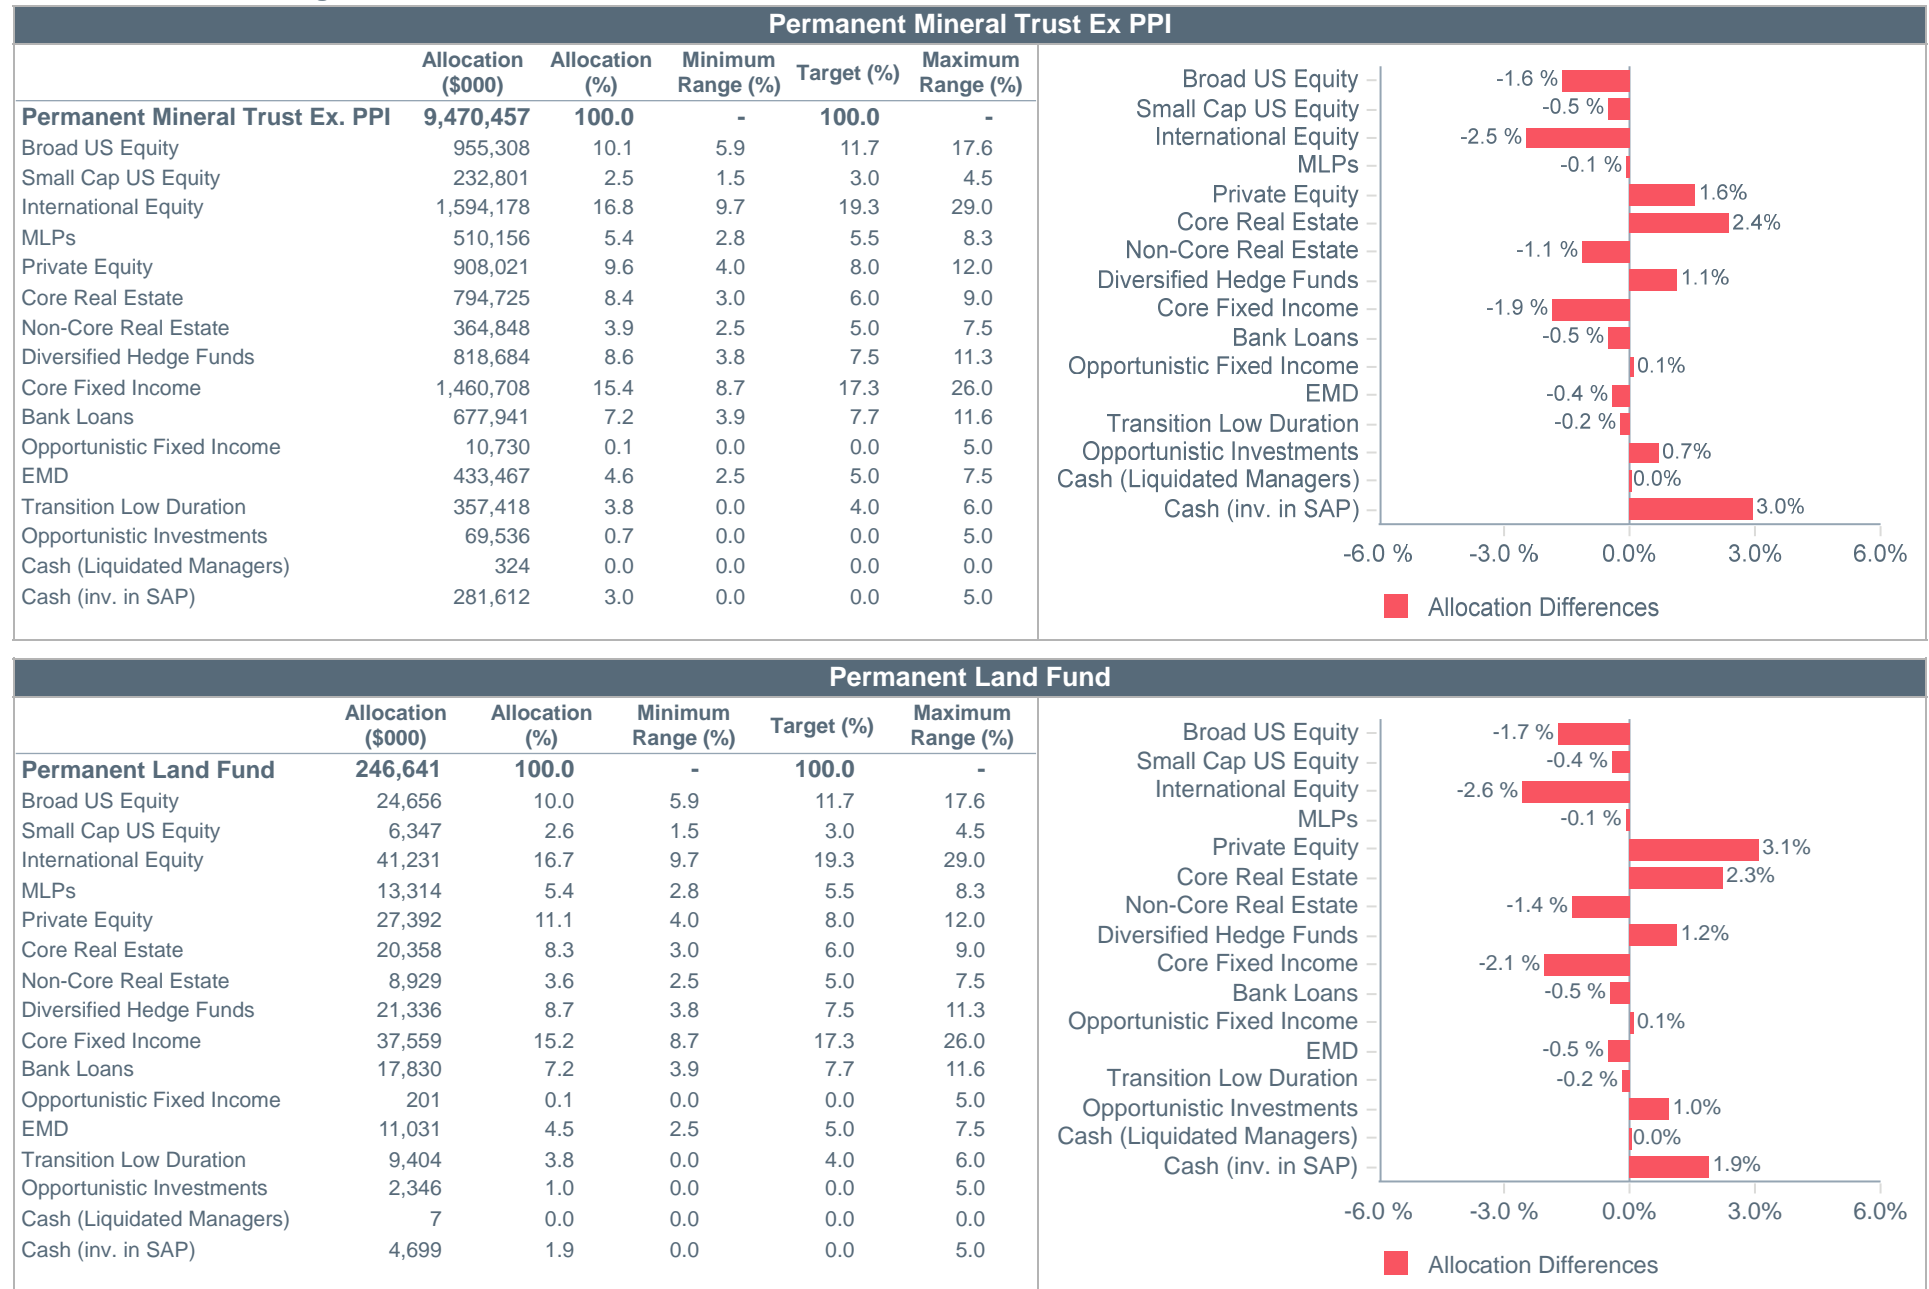 Permanent Mineral Trust Ex PPI
Allocation ($000) Allocation (%) Minimum Range (%) Target (%) Maximum Range (%)
Permanent Mineral Trust Ex. PPI 9,470,457 100.0 - 100.0 -
Broad US Equity 955,308 10.1 5.9 11.7 17.6
Small Cap US Equity 232,801 2.5 1.5 3.0 4.5
International Equity 1,594,178 16.8 9.7 19.3 29.0
MLPs 510,156 5.4 2.8 5.5 8.3
Private Equity 908,021 9.6 4.0 8.0 12.0
Core Real Estate 794,725 8.4 3.0 6.0 9.0
Non-Core Real Estate 364,848 3.9 2.5 5.0 7.5
Diversified Hedge Funds 818,684 8.6 3.8 7.5 11.3
Core Fixed Income 1,460,708 15.4 8.7 17.3 26.0
Bank Loans 677,941 7.2 3.9 7.7 11.6
Opportunistic Fixed Income 10,730 0.1 0.0 0.0 5.0
EMD 433,467 4.6 2.5 5.0 7.5
Transition Low Duration 357,418 3.8 0.0 4.0 6.0
Opportunistic Investments 69,536 0.7 0.0 0.0 5.0
Cash (Liquidated Managers) 324 0.0 0.0 0.0 0.0
Cash (inv. in SAP) 281,612 3.0 0.0 0.0 5.0
Broad US Equity -1.6 %
Small Cap US Equity -0.5 %
International Equity -2.5 %
MLPs -0.1 %
Private Equity 1.6%
Core Real Estate 2.4%
Non-Core Real Estate -1.1 %
Diversified Hedge Funds 1.1%
Core Fixed Income -1.9 %
Bank Loans -0.5 %
Opportunistic Fixed Income 0.1%
EMD -0.4 %
Transition Low Duration -0.2 %
Opportunistic Investments 0.7%
Cash (Liquidated Managers) 0.0%
Cash (inv. in SAP) 3.0%
-6.0 % -3.0 % 0.0% 3.0% 6.0%
Allocation Differences
Permanent Land Fund
Allocation ($000) Allocation (%) Minimum Range (%) Target (%) Maximum Range (%)
Permanent Land Fund 246,641 100.0 - 100.0 -
Broad US Equity 24,656 10.0 5.9 11.7 17.6
Small Cap US Equity 6,347 2.6 1.5 3.0 4.5
International Equity 41,231 16.7 9.7 19.3 29.0
MLPs 13,314 5.4 2.8 5.5 8.3
Private Equity 27,392 11.1 4.0 8.0 12.0
Core Real Estate 20,358 8.3 3.0 6.0 9.0
Non-Core Real Estate 8,929 3.6 2.5 5.0 7.5
Diversified Hedge Funds 21,336 8.7 3.8 7.5 11.3
Core Fixed Income 37,559 15.2 8.7 17.3 26.0
Bank Loans 17,830 7.2 3.9 7.7 11.6
Opportunistic Fixed Income 201 0.1 0.0 0.0 5.0
EMD 11,031 4.5 2.5 5.0 7.5
Transition Low Duration 9,404 3.8 0.0 4.0 6.0
Opportunistic Investments 2,346 1.0 0.0 0.0 5.0
Cash (Liquidated Managers) 7 0.0 0.0 0.0 0.0
Cash (inv. in SAP) 4,699 1.9 0.0 0.0 5.0
Broad US Equity -1.7 %
Small Cap US Equity -0.4 %
International Equity -2.6 %
MLPs -0.1 %
Private Equity 3.1%
Core Real Estate 2.3%
Non-Core Real Estate -1.4 %
Diversified Hedge Funds 1.2%
Core Fixed Income -2.1 %
Bank Loans -0.5 %
Opportunistic Fixed Income 0.1%
EMD -0.5 %
Transition Low Duration -0.2 %
Opportunistic Investments 1.0%
Cash (Liquidated Managers) 0.0%
Cash (inv. in SAP) 1.9%
-6.0 % -3.0 % 0.0% 3.0% 6.0%
Allocation Differences